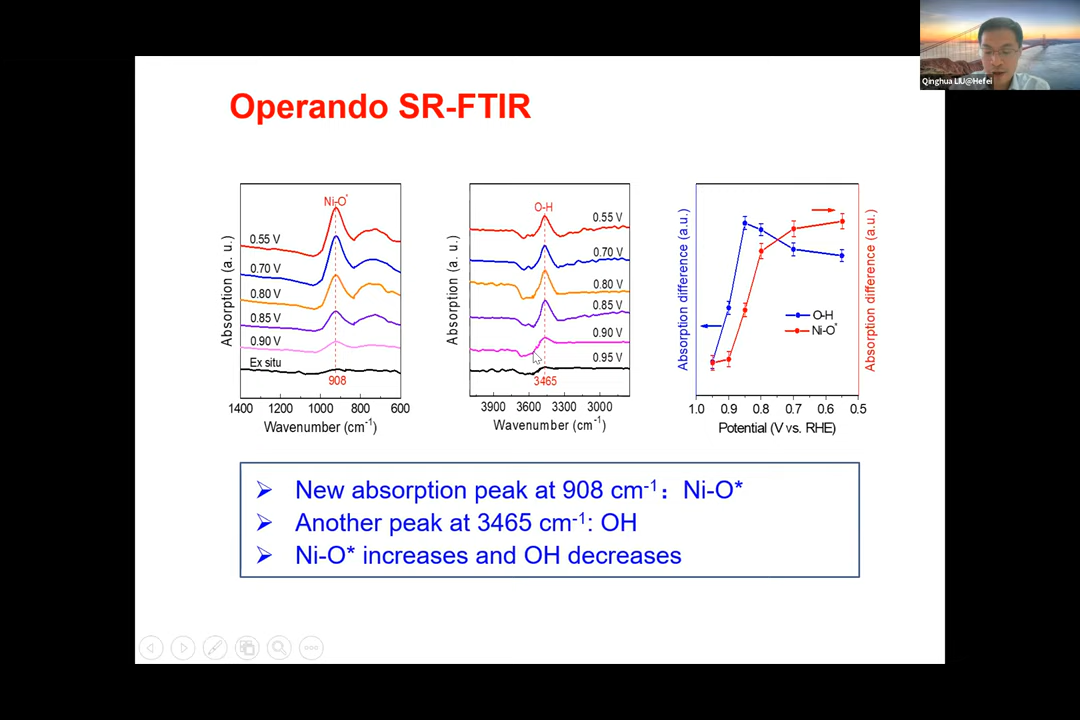 Qinghua LIU@Hefei
Operando SR-FTIR
Ni-O*
0.55 V
0.70 V
0.80 V
0.85 V
0.90 V
Ex situ
908
1400 1200 1000 800 600
Wavenumber (cm-1)
Absorption (a. u.)
O-H
0.55 V
0.70 V
0.80 V
0.85 V
0.90 V
0.95 V
3465
3900 3600 3300 3000
Wavenumber (cm-1)
Absorption (a. u.)
Absorption difference (a.u.)
O-H
Ni-O*
1.0 0.9 0.8 0.7 0.6 0.5
Potential (V vs. RHE)
Absorption difference (a.u.)
➢ New absorption peak at 908 cm-1：Ni-O*
➢ Another peak at 3465 cm-1: OH
➢ Ni-O* increases and OH decreases